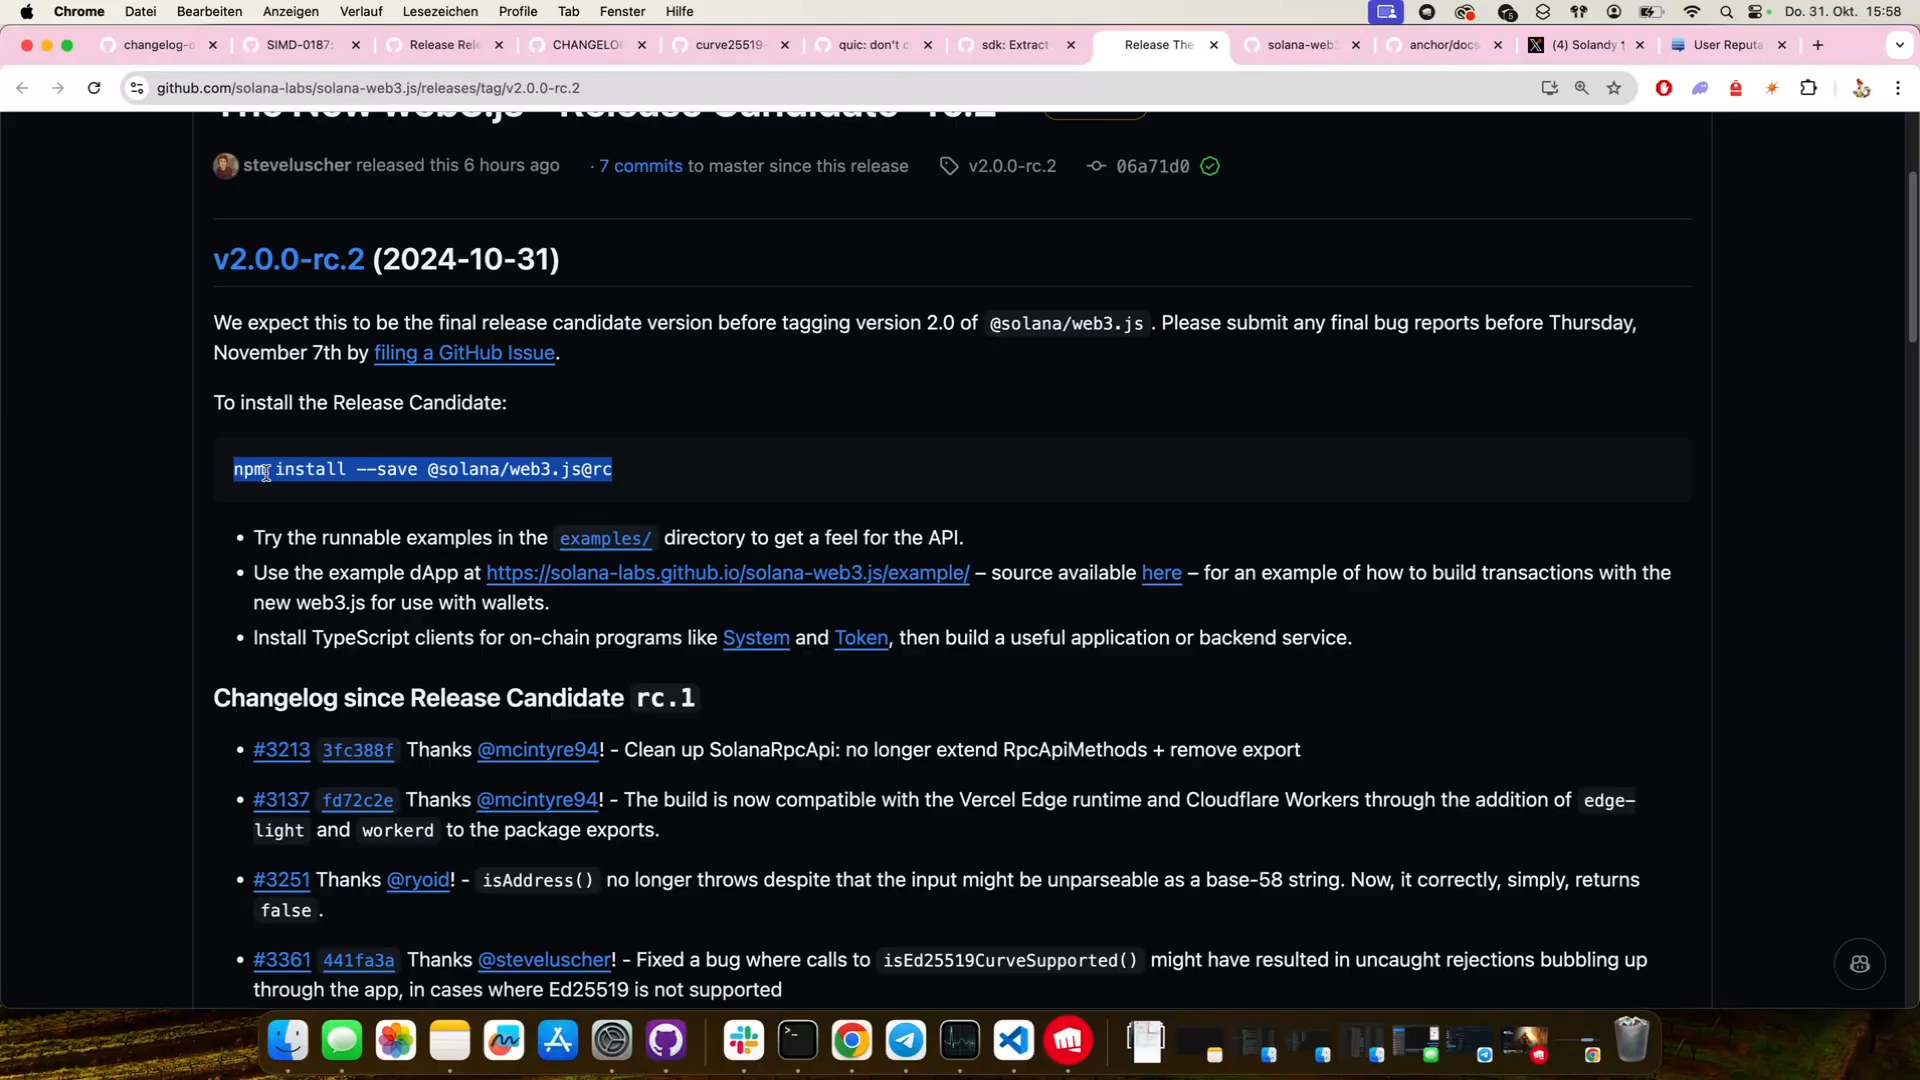 Chrome Datei Bearbeiten Anzeigen Verlauf Lesezeichen Profile Tab Fenster Hilfe Do. 31. Okt. 15:58
changelog- SIMD-0187: Release Rel CHANGELOG curve25519- quic: don't c sdk: Extract Release The solana-web3 anchor/docs (4) Solandy User Reputa
github.com/solana-labs/solana-web3.js/releases/tag/v2.0.0-rc.2
The New web3.js – Release Candidate rc.2
steveluscher released this 6 hours ago · 7 commits to master since this release v2.0.0-rc.2 06a71d0
v2.0.0-rc.2 (2024-10-31)
We expect this to be the final release candidate version before tagging version 2.0 of @solana/web3.js. Please submit any final bug reports before Thursday,
November 7th by filing a GitHub Issue.
To install the Release Candidate:
npm install --save @solana/web3.js@rc
• Try the runnable examples in the examples/ directory to get a feel for the API.
• Use the example dApp at https://solana-labs.github.io/solana-web3.js/example/ – source available here – for an example of how to build transactions with the
new web3.js for use with wallets.
• Install TypeScript clients for on-chain programs like System and Token, then build a useful application or backend service.
Changelog since Release Candidate rc.1
• #3213 3fc388f Thanks @mcintyre94! - Clean up SolanaRpcApi: no longer extend RpcApiMethods + remove export
• #3137 fd72c2e Thanks @mcintyre94! - The build is now compatible with the Vercel Edge runtime and Cloudflare Workers through the addition of edge-
light and workerd to the package exports.
• #3251 Thanks @ryoid! - isAddress() no longer throws despite that the input might be unparseable as a base-58 string. Now, it correctly, simply, returns
false.
• #3361 441fa3a Thanks @steveluscher! - Fixed a bug where calls to isEd25519CurveSupported() might have resulted in uncaught rejections bubbling up
through the app, in cases where Ed25519 is not supported